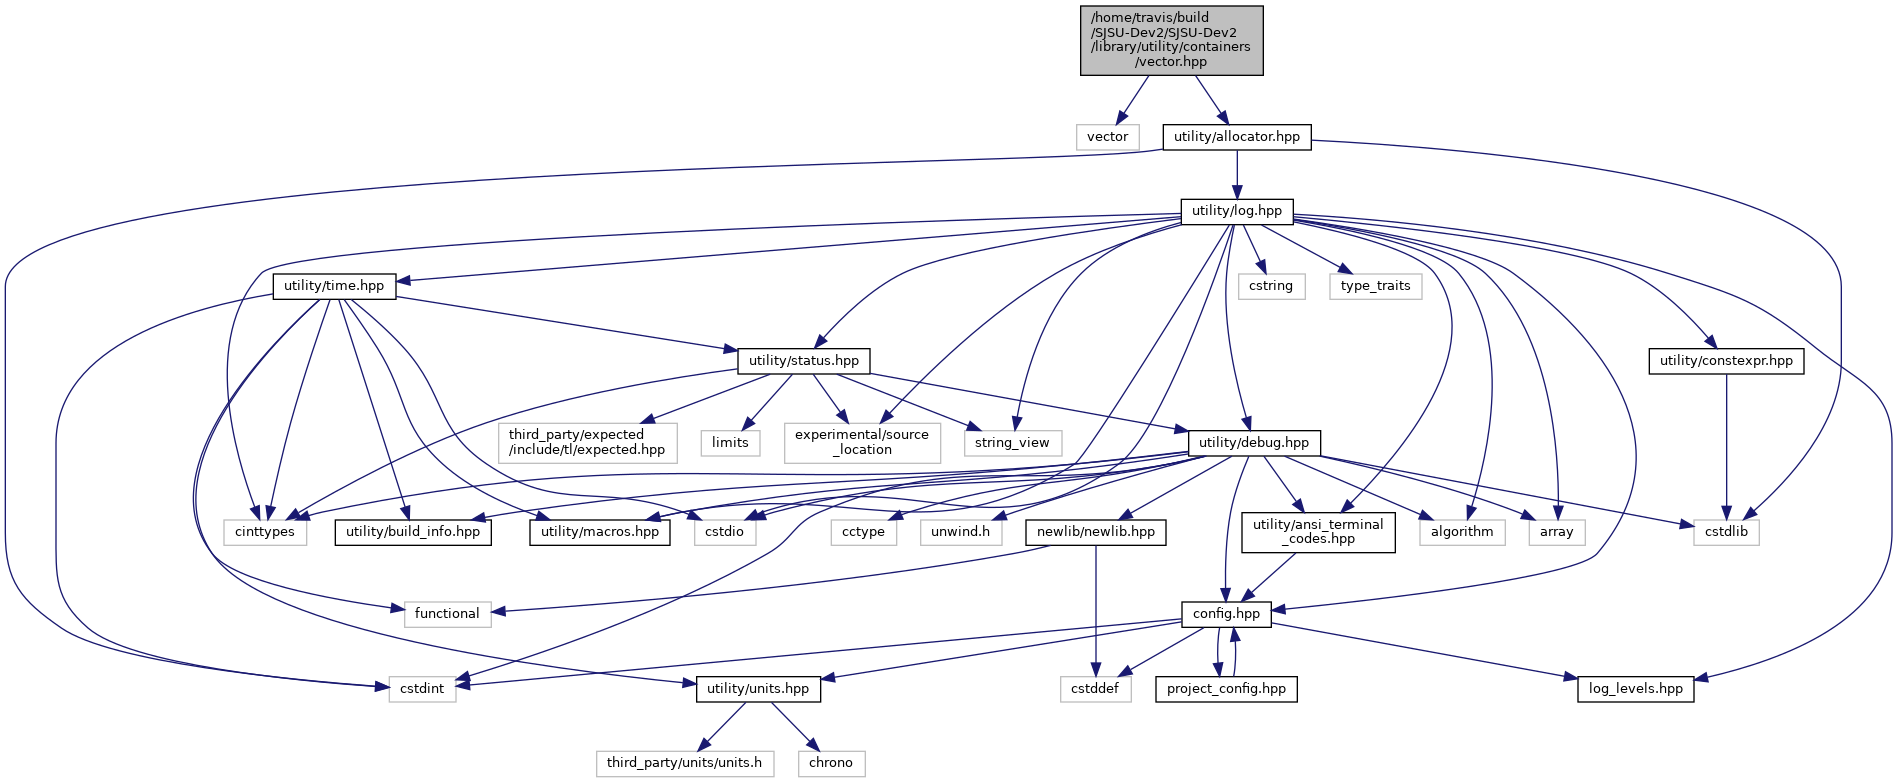 /home/travis/build
/SJSU-Dev2/SJSU-Dev2
/library/utility/containers
/vector.hpp
vector
utility/allocator.hpp
utility/log.hpp
utility/time.hpp
cstring
type_traits
utility/status.hpp
utility/constexpr.hpp
third_party/expected
/include/tl/expected.hpp
limits
experimental/source
_location
string_view
utility/debug.hpp
cinttypes
utility/build_info.hpp
utility/macros.hpp
cstdio
cctype
unwind.h
newlib/newlib.hpp
utility/ansi_terminal
_codes.hpp
algorithm
array
cstdlib
functional
config.hpp
cstdint
utility/units.hpp
cstddef
project_config.hpp
log_levels.hpp
third_party/units/units.h
chrono